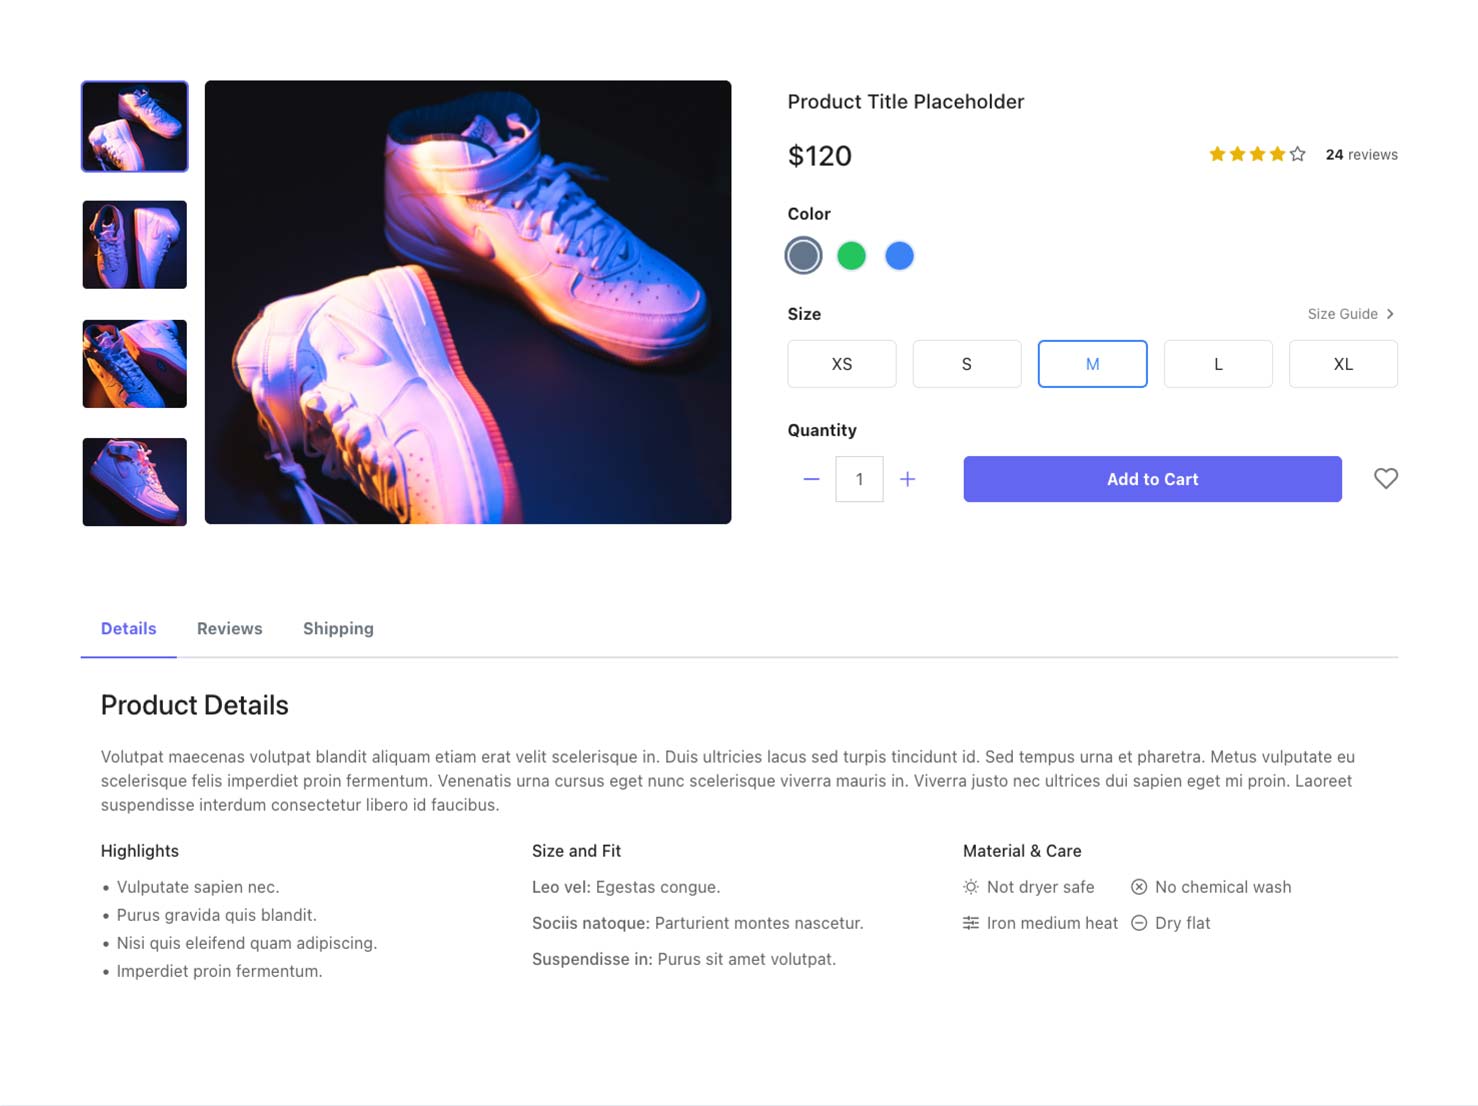 Product Title Placeholder
$120
24 reviews
Color
Size
Size Guide
XS
S
M
L
XL
Quantity
1
Add to Cart
Details
Reviews
Shipping
Product Details
Volutpat maecenas volutpat blandit aliquam etiam erat velit scelerisque in. Duis ultricies lacus sed turpis tincidunt id. Sed tempus urna et pharetra. Metus vulputate eu
scelerisque felis imperdiet proin fermentum. Venenatis urna cursus eget nunc scelerisque viverra mauris in. Viverra justo nec ultrices dui sapien eget mi proin. Laoreet
suspendisse interdum consectetur libero id faucibus.
Highlights
• Vulputate sapien nec.
• Purus gravida quis blandit.
• Nisi quis eleifend quam adipiscing.
• Imperdiet proin fermentum.
Size and Fit
Leo vel: Egestas congue.
Sociis natoque: Parturient montes nascetur.
Suspendisse in: Purus sit amet volutpat.
Material & Care
Not dryer safe
No chemical wash
Iron medium heat
Dry flat